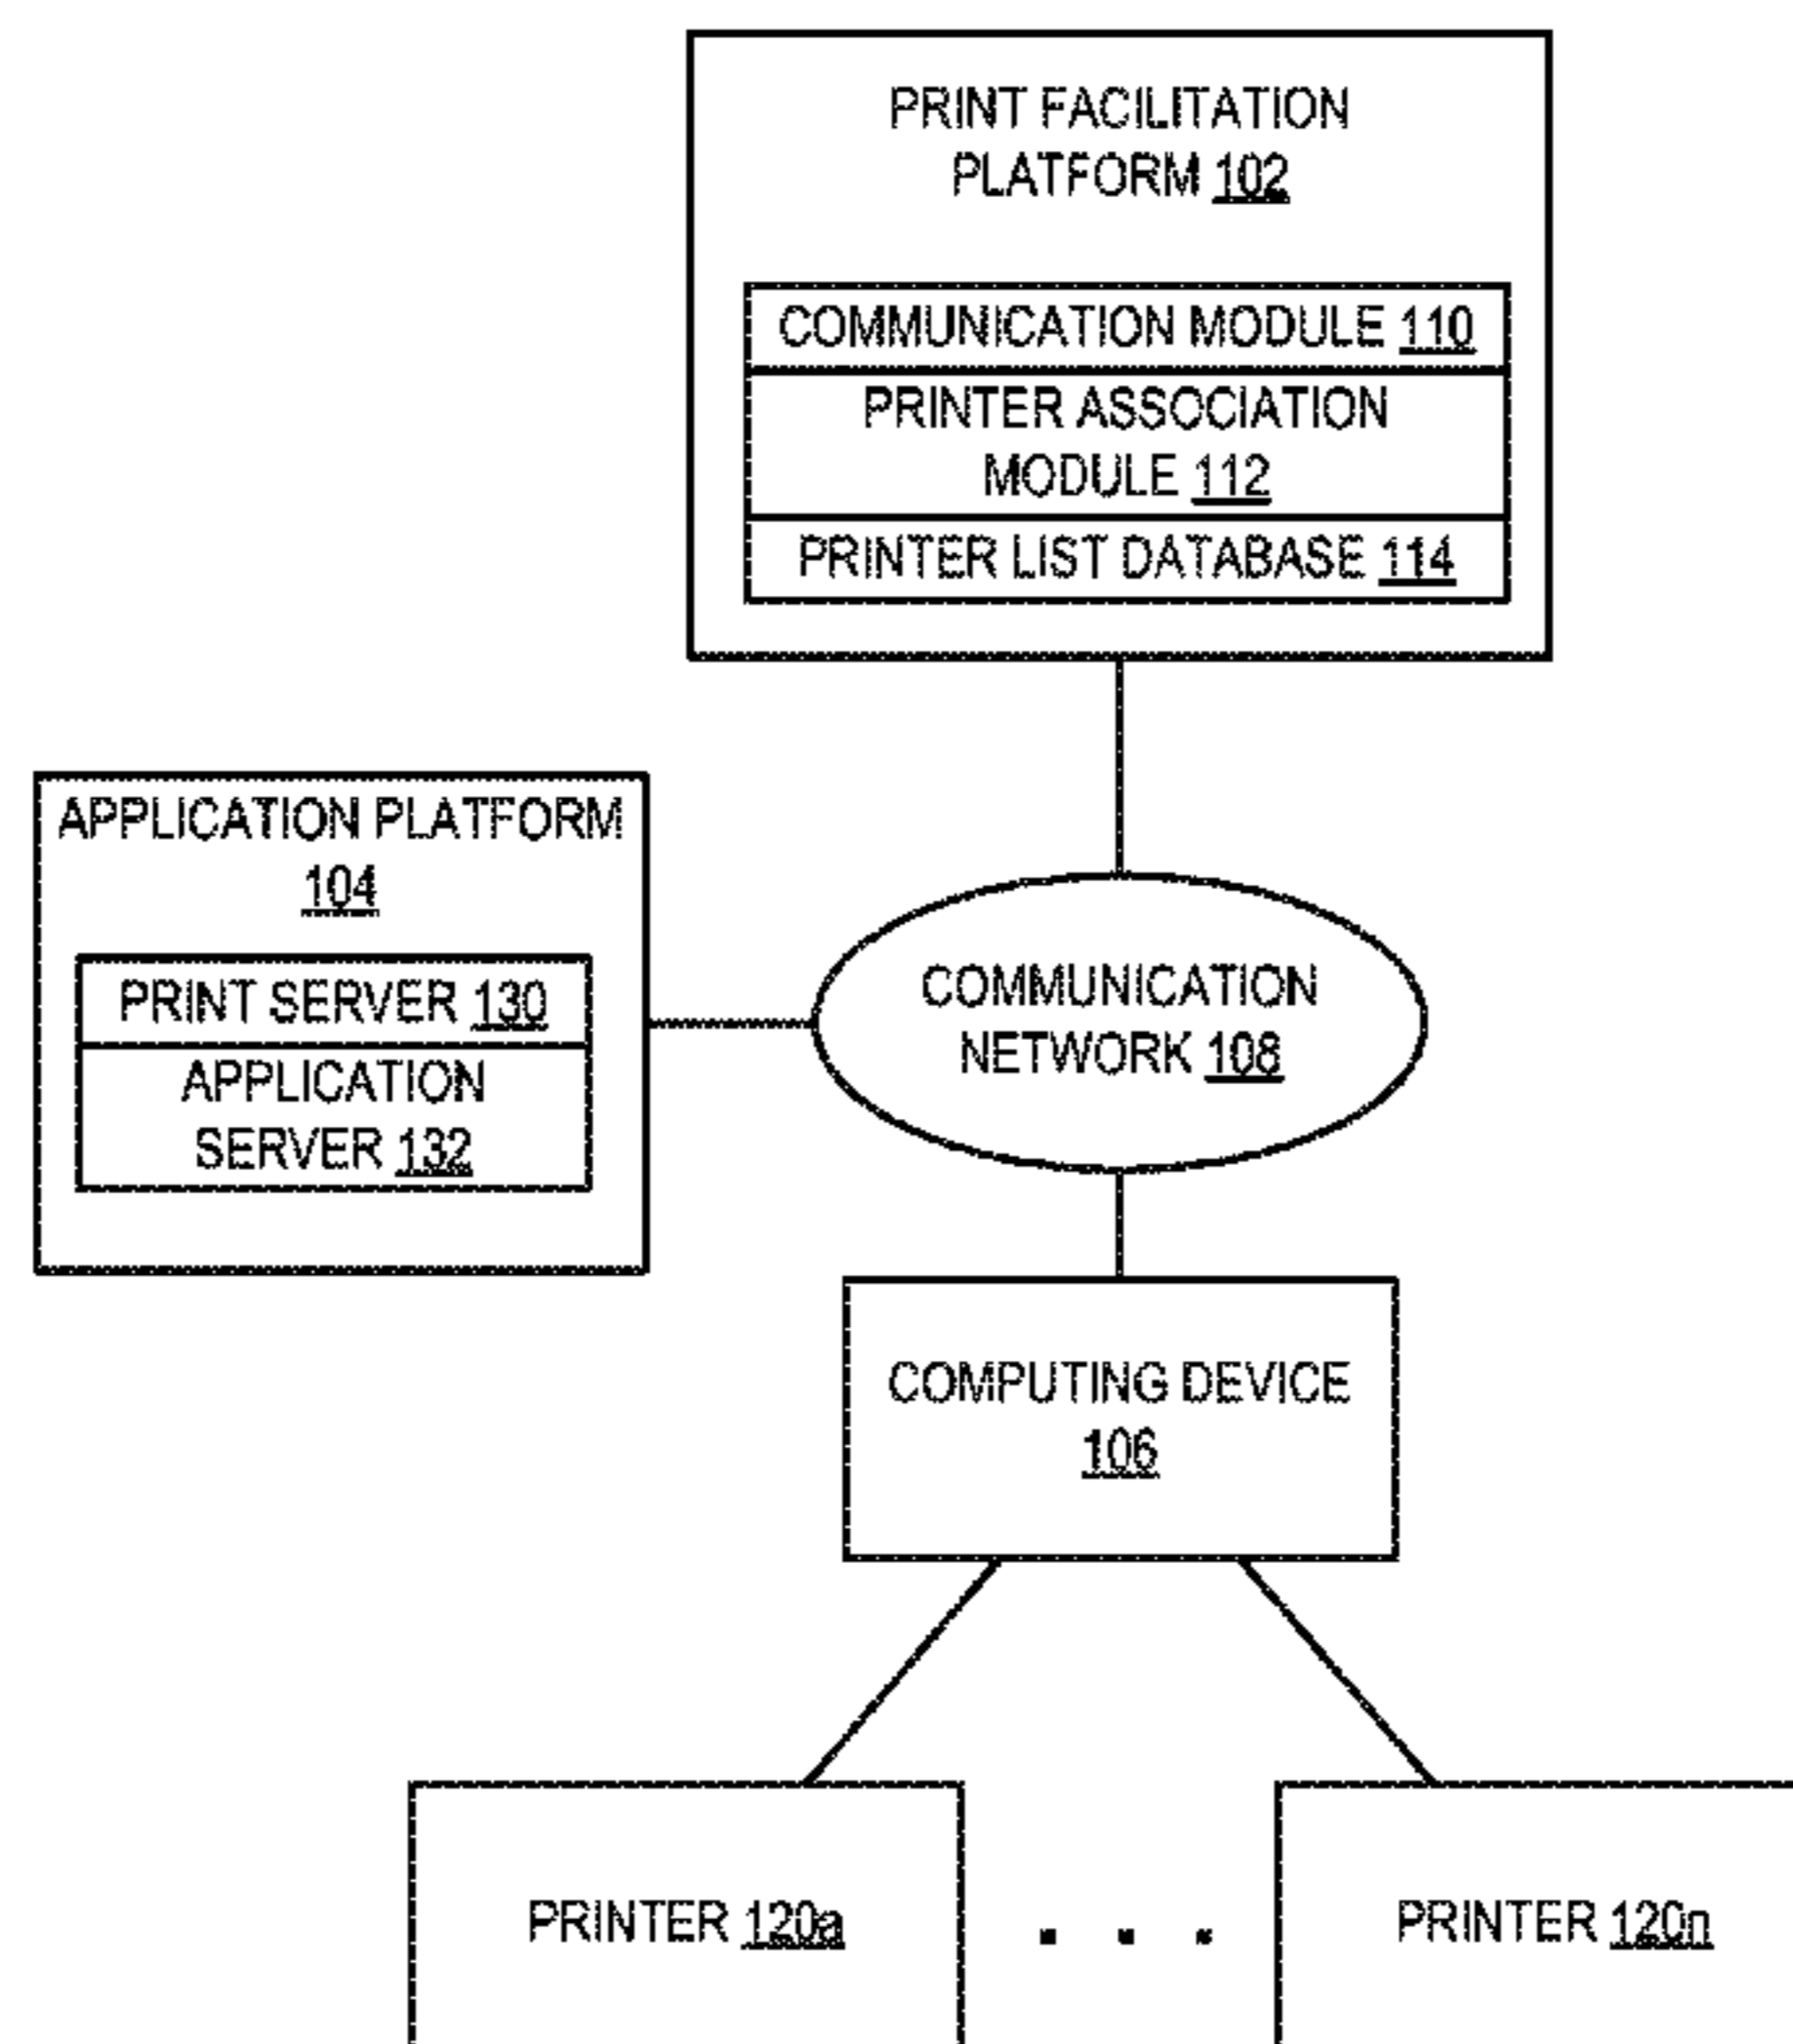 PRINT FACILITATION
PLATFORM 102
COMMUNICATION MODULE 110
PRINTER ASSOCIATION
MODULE 112
PRINTER LIST DATABASE 114
APPLICATION PLATFORM
104
PRINT SERVER 130
APPLICATION
SERVER 132
COMMUNICATION
NETWORK 108
COMPUTING DEVICE
106
PRINTER 120a
. . .
PRINTER 120n